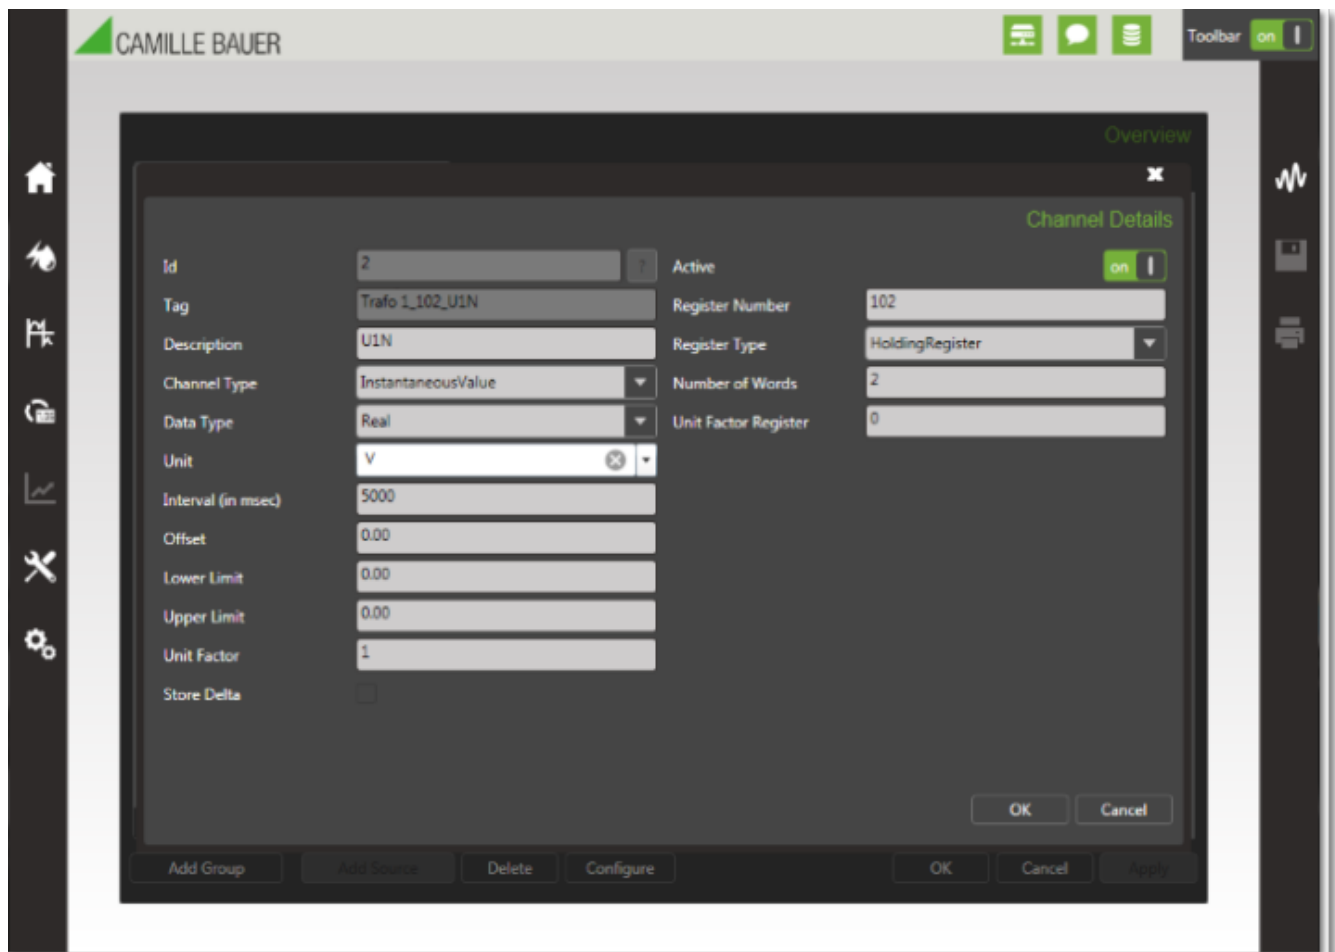 CAMILLE BAUER
Toolbar on
Overview
Channel Details
Id 2 ? Active on
Tag Trafo 1_102_U1N Register Number 102
Description U1N Register Type HoldingRegister
Channel Type InstantaneousValue Number of Words 2
Data Type Real Unit Factor Register 0
Unit V
Interval (in msec) 5000
Offset 0.00
Lower Limit 0.00
Upper Limit 0.00
Unit Factor 1
Store Delta
OK Cancel
Add Group Add Source Delete Configure OK Cancel Apply